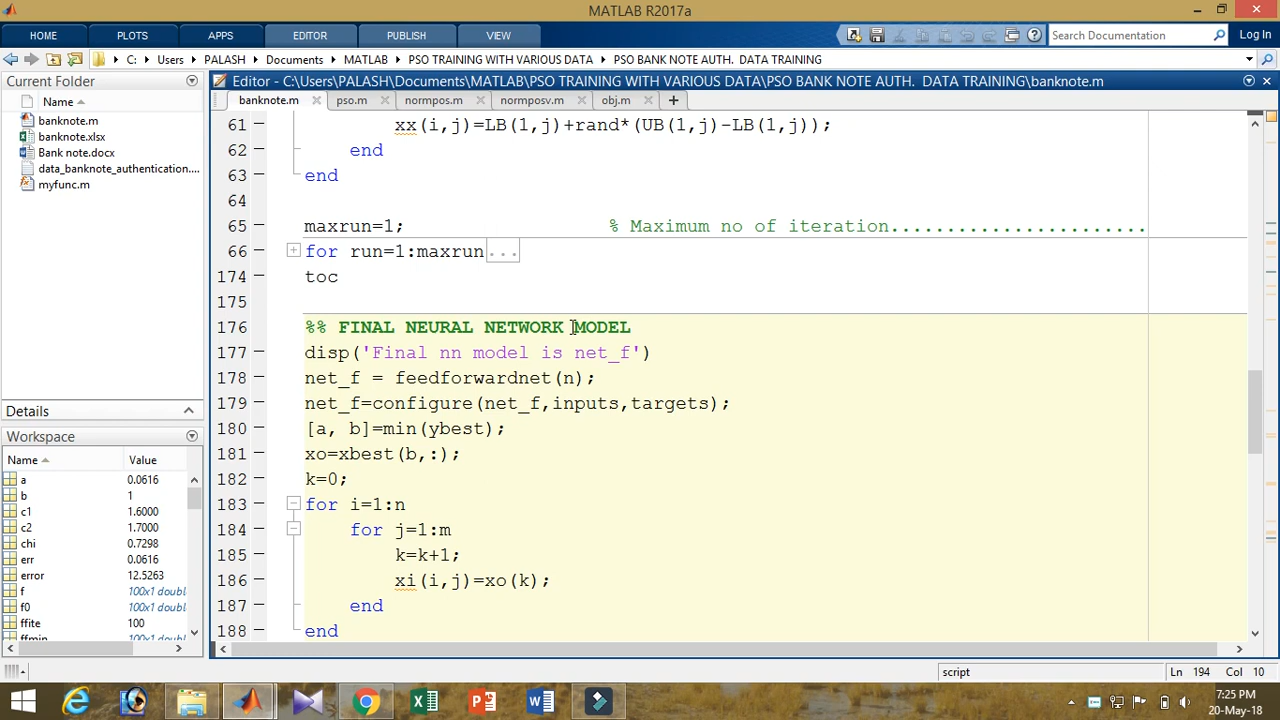 MATLAB R2017a
HOME PLOTS APPS EDITOR PUBLISH VIEW Search Documentation Log In
C: Users PALASH Documents MATLAB PSO TRAINING WITH VARIOUS DATA PSO BANK NOTE AUTH. DATA TRAINING
Current Folder
Name
banknote.m
banknote.xlsx
Bank note.docx
data_banknote_authentication....
myfunc.m
Details
Workspace
Name Value
a 0.0616
b 1
c1 1.6000
c2 1.7000
chi 0.7298
err 0.0616
error 12.5263
f 100x1 doubl
f0 100x1 doubl
ffite 100
ffmin 100x1 doubl
Editor - C:\Users\PALASH\Documents\MATLAB\PSO TRAINING WITH VARIOUS DATA\PSO BANK NOTE AUTH. DATA TRAINING\banknote.m
banknote.m pso.m normpos.m normposv.m obj.m
61 xx(i,j)=LB(1,j)+rand*(UB(1,j)-LB(1,j));
62 end
63 end
64
65 maxrun=1; % Maximum no of iteration.......................
66 for run=1:maxrun...
174 toc
175
176 %% FINAL NEURAL NETWORK MODEL
177 disp('Final nn model is net_f')
178 net_f = feedforwardnet(n);
179 net_f=configure(net_f,inputs,targets);
180 [a, b]=min(ybest);
181 xo=xbest(b,:);
182 k=0;
183 for i=1:n
184 for j=1:m
185 k=k+1;
186 xi(i,j)=xo(k);
187 end
188 end
script Ln 194 Col 10
7:25 PM
20-May-18